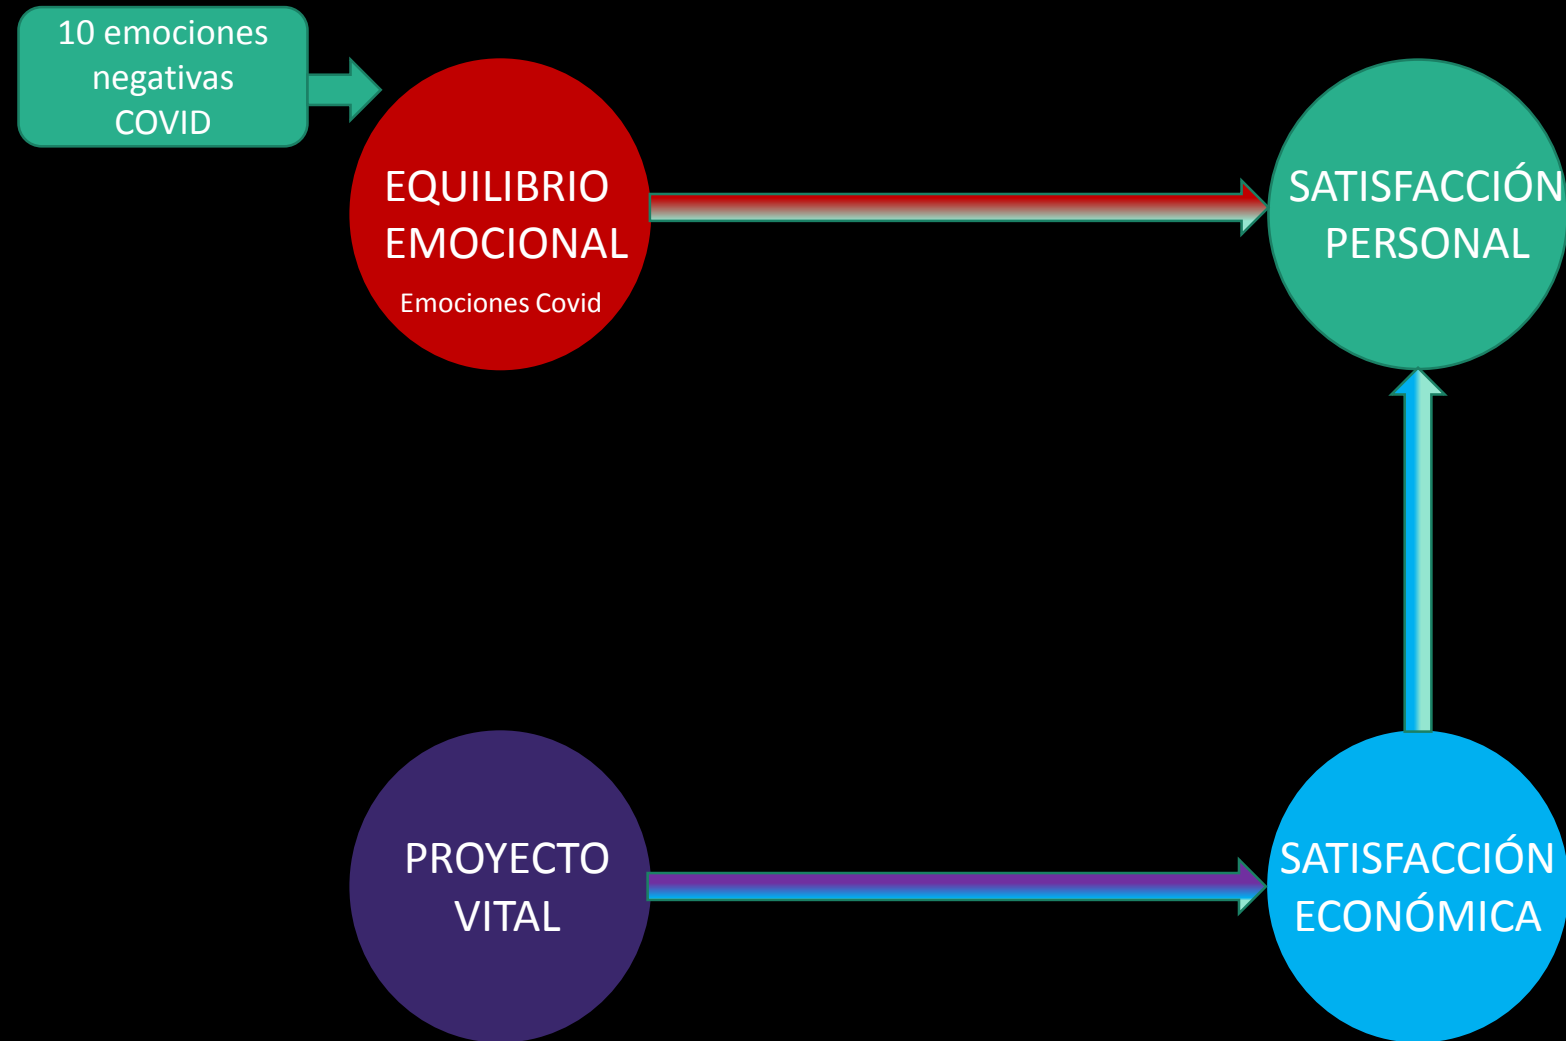 10 emociones
negativas
COVID
EQUILIBRIO
EMOCIONAL
Emociones Covid
SATISFACCIÓN
PERSONAL
PROYECTO
VITAL
SATISFACCIÓN
ECONÓMICA